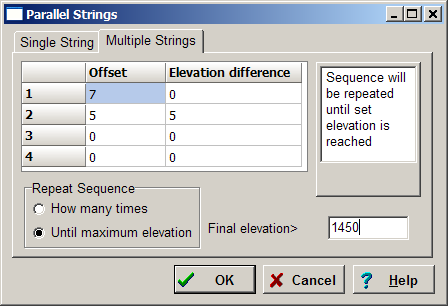 Parallel Strings
Single String Multiple Strings
Offset Elevation difference
1 7 0
2 5 5
3 0 0
4 0 0
Sequence will
be repeated
until set
elevation is
reached
Repeat Sequence
How many times
Until maximum elevation
Final elevation> 1450
OK Cancel ? Help